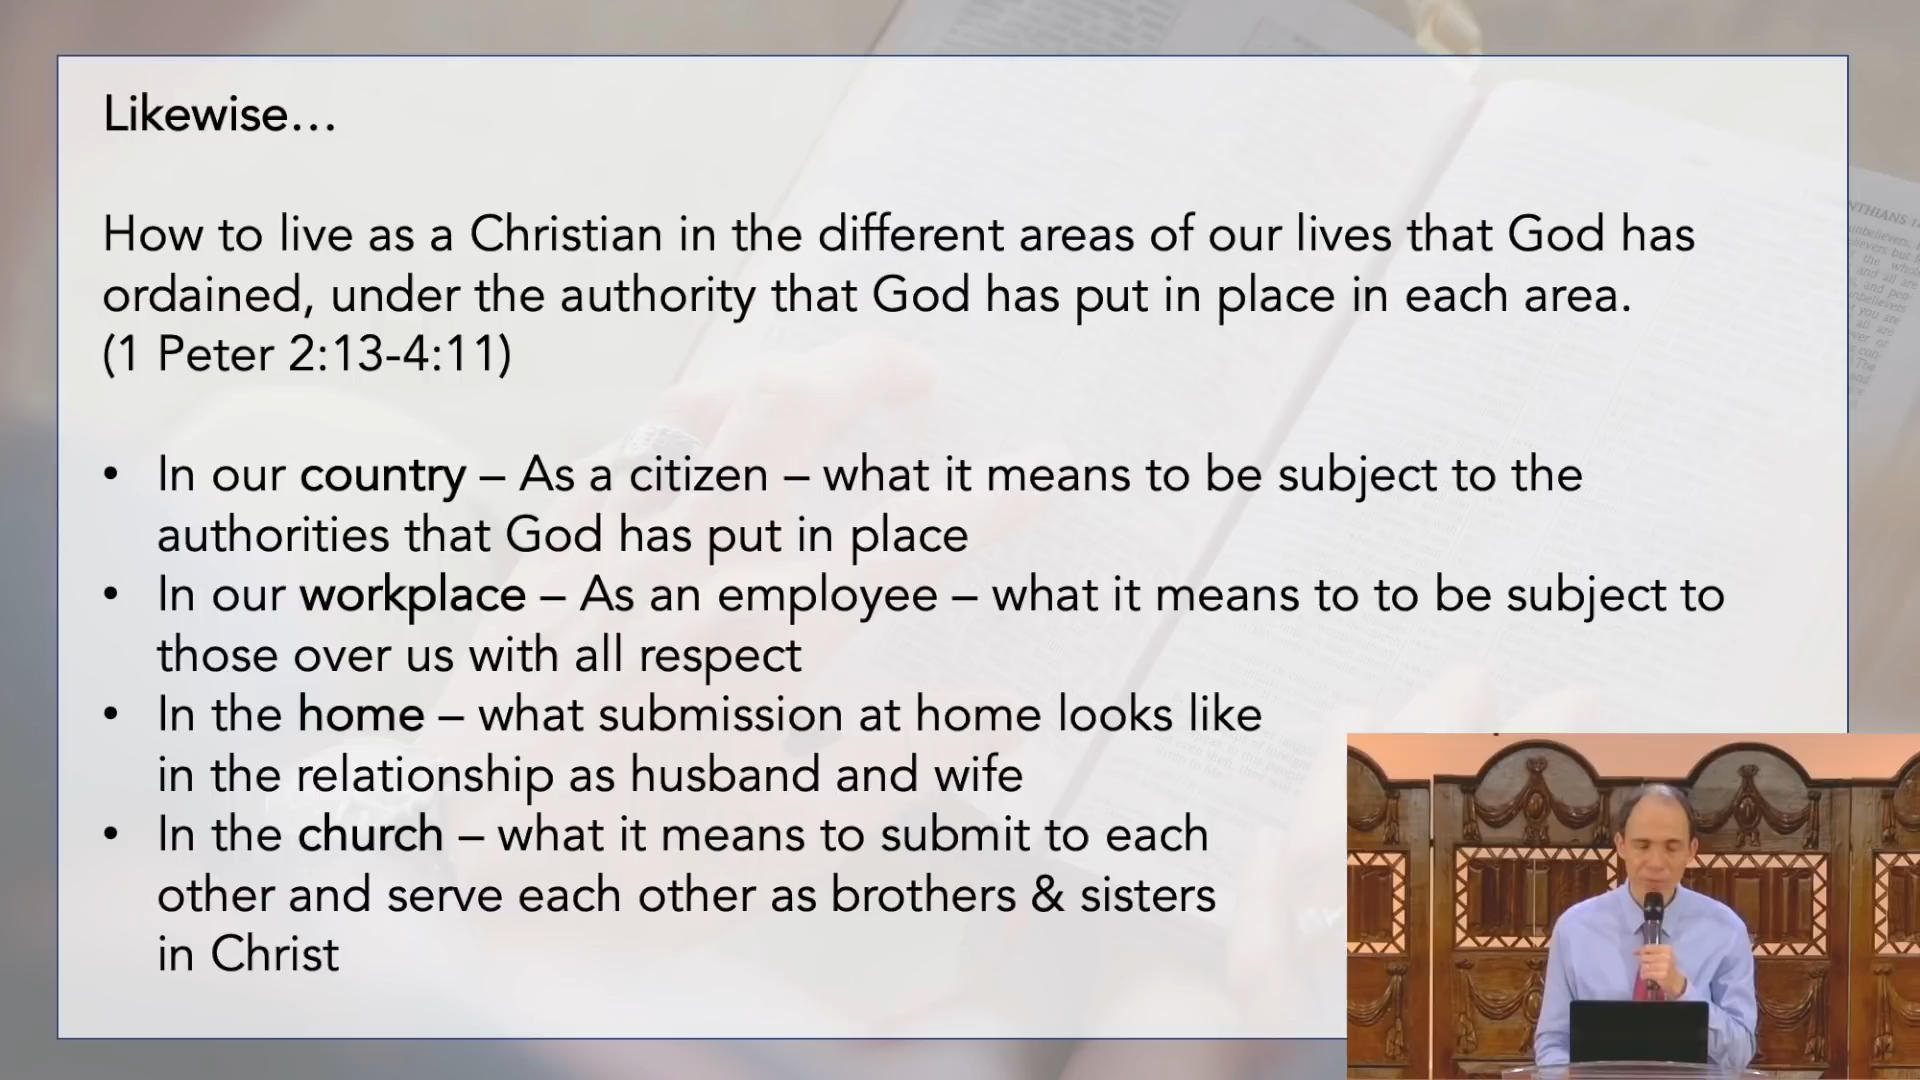 Likewise…
How to live as a Christian in the different areas of our lives that God has
ordained, under the authority that God has put in place in each area.
(1 Peter 2:13-4:11)
• In our country – As a citizen – what it means to be subject to the
authorities that God has put in place
• In our workplace – As an employee – what it means to to be subject to
those over us with all respect
• In the home – what submission at home looks like
in the relationship as husband and wife
• In the church – what it means to submit to each
other and serve each other as brothers & sisters
in Christ